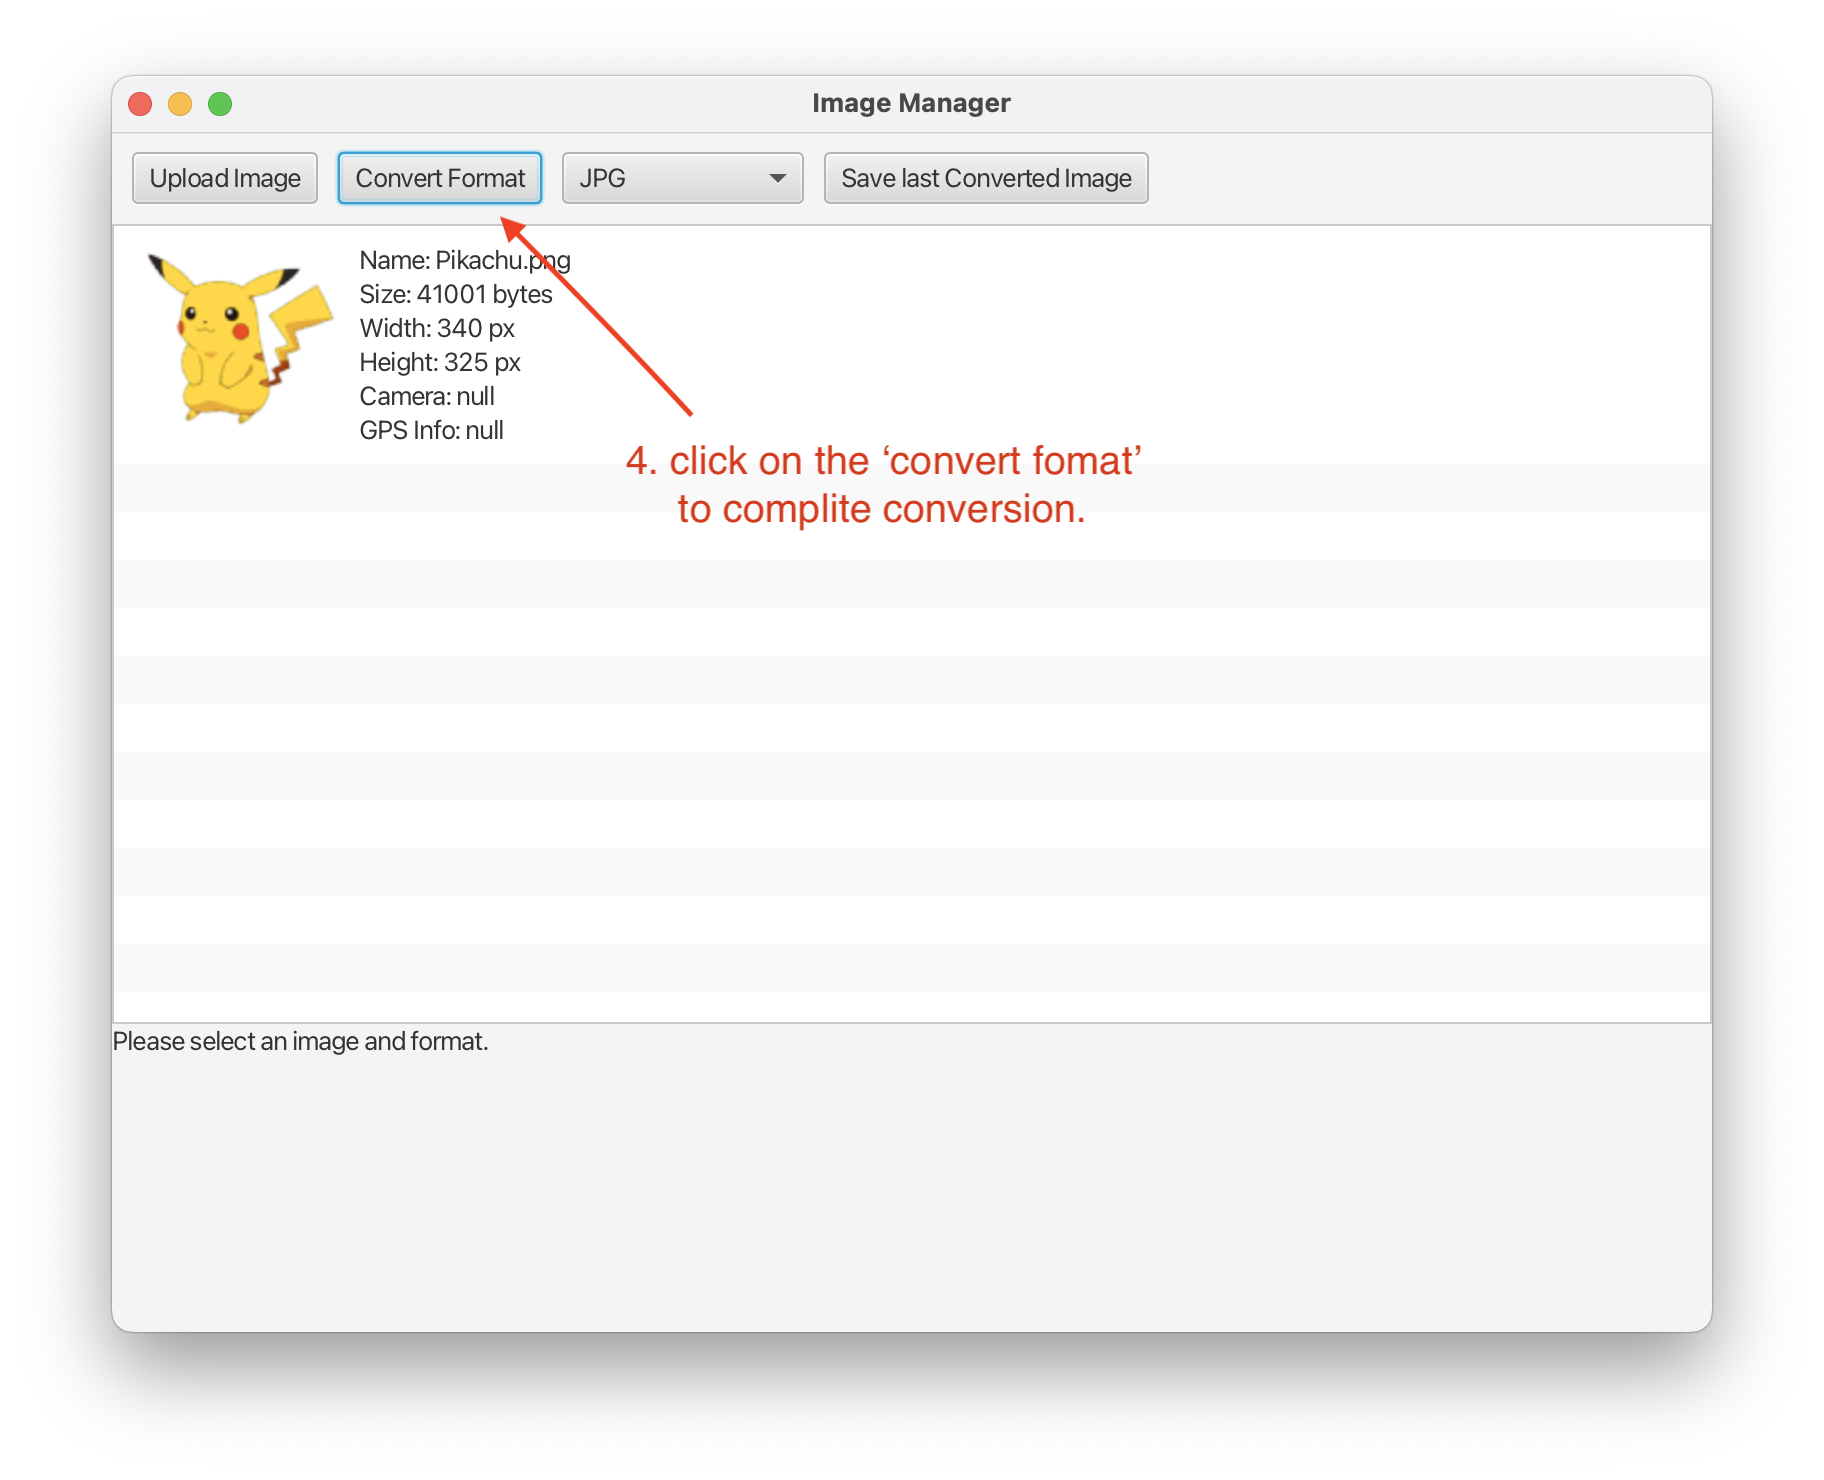 Image Manager
Upload Image
Convert Format
JPG
Save last Converted Image
Name: Pikachu.png
Size: 41001 bytes
Width: 340 px
Height: 325 px
Camera: null
GPS Info: null
4. click on the ‘convert fomat’
to complite conversion.
Please select an image and format.